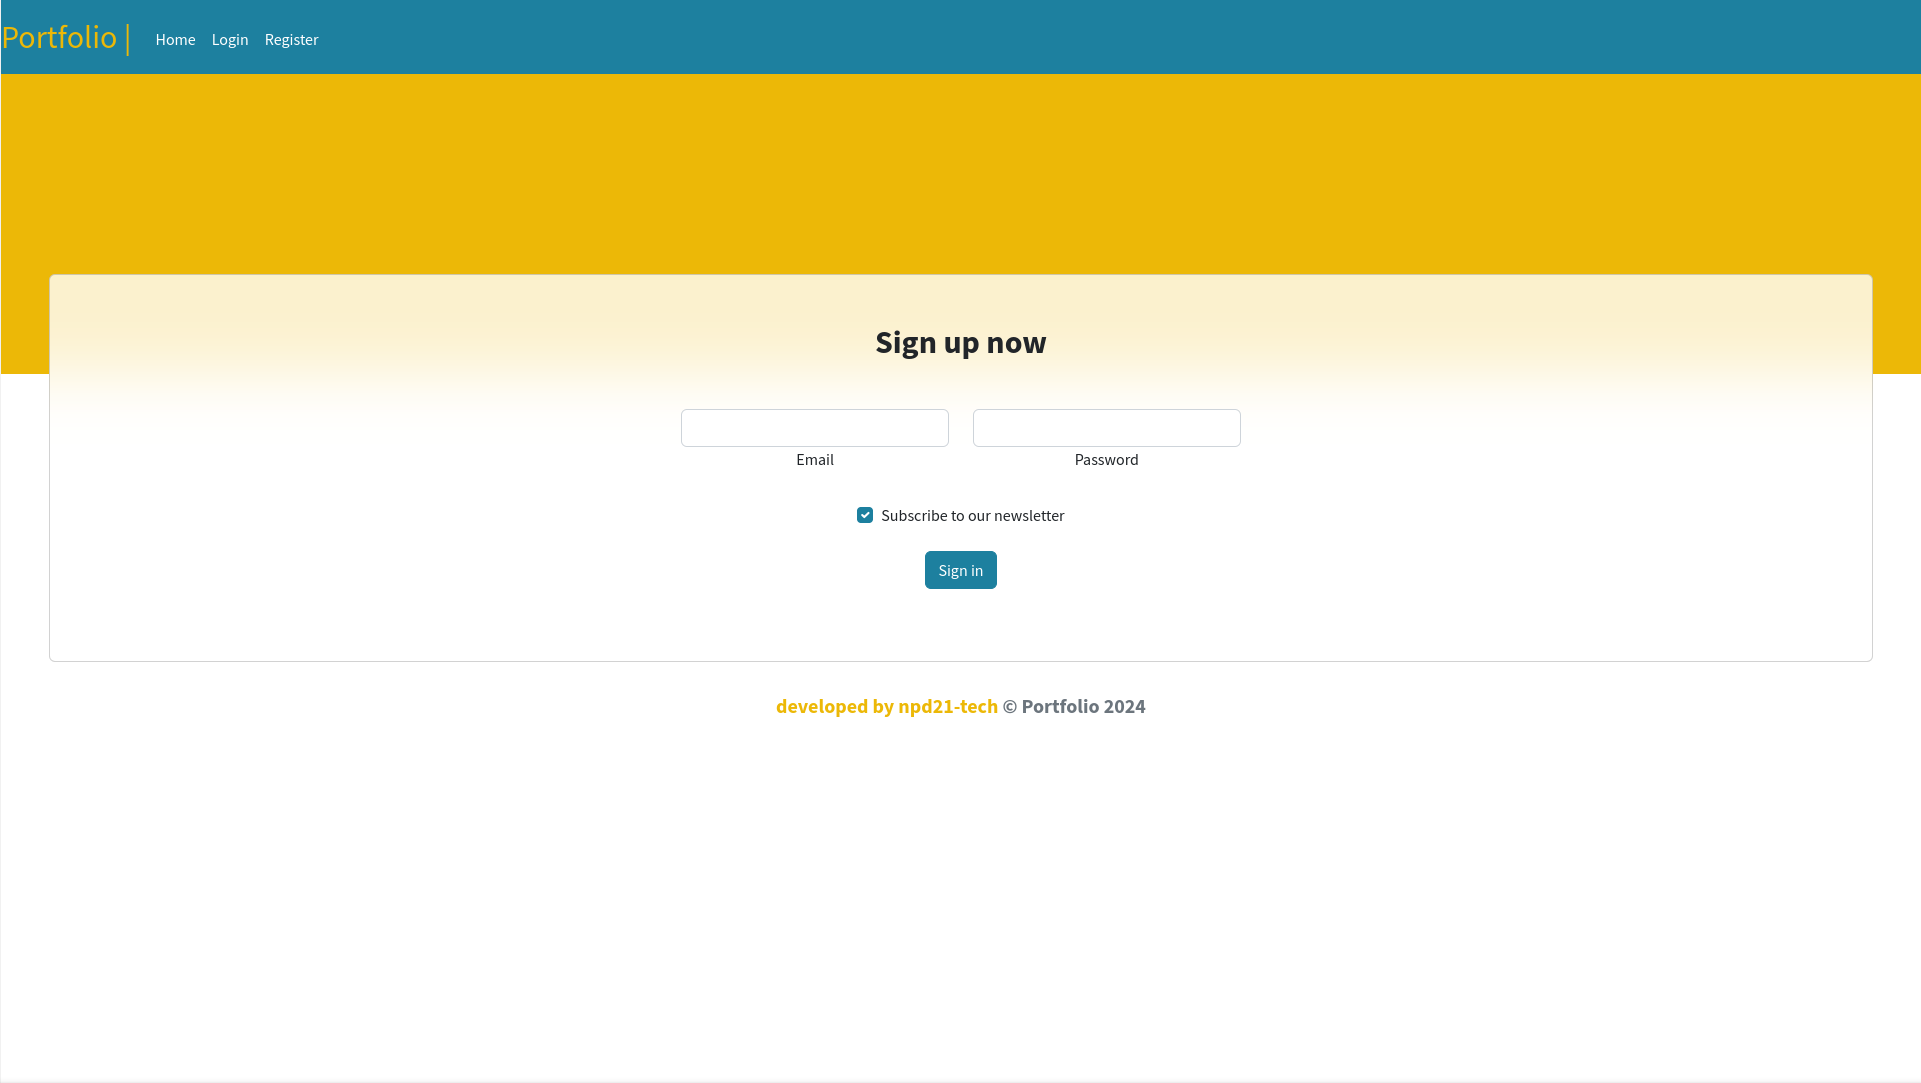 Portfolio | Home Login Register
Sign up now
Email Password
Subscribe to our newsletter
Sign in
developed by npd21-tech © Portfolio 2024